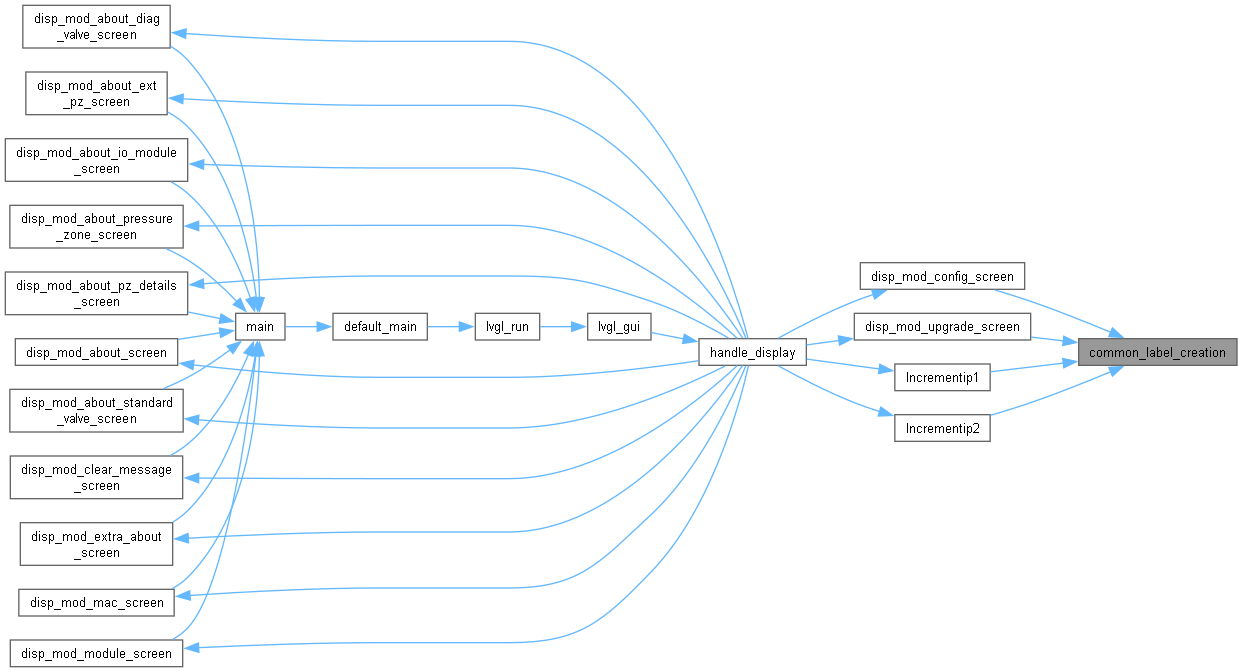 disp_mod_about_diag
_valve_screen
disp_mod_about_ext
_pz_screen
disp_mod_about_io_module
_screen
disp_mod_about_pressure
_zone_screen
disp_mod_about_pz_details
_screen
disp_mod_about_screen
disp_mod_about_standard
_valve_screen
disp_mod_clear_message
_screen
disp_mod_extra_about
_screen
disp_mod_mac_screen
disp_mod_module_screen
main
default_main
lvgl_run
lvgl_gui
handle_display
disp_mod_config_screen
disp_mod_upgrade_screen
Incrementip1
Incrementip2
common_label_creation